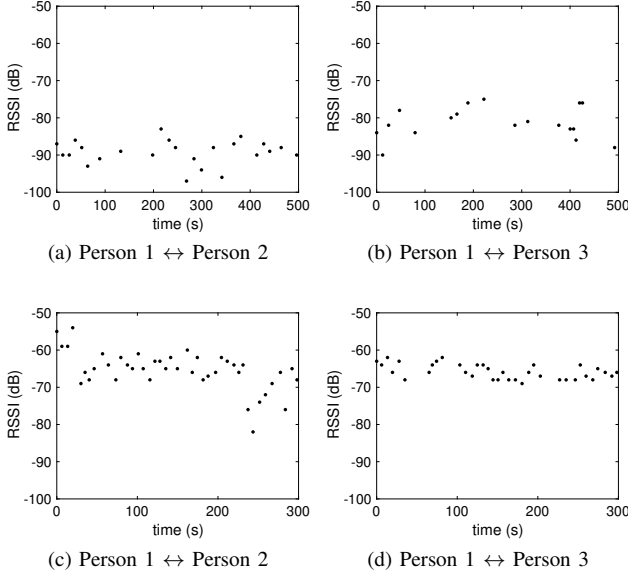 -50
-60
-70
-80
-90
-100
RSSI (dB)
0 100 200 300 400 500
time (s)
(a) Person 1 ↔ Person 2
-50
-60
-70
-80
-90
-100
RSSI (dB)
0 100 200 300 400 500
time (s)
(b) Person 1 ↔ Person 3
-50
-60
-70
-80
-90
-100
RSSI (dB)
0 100 200 300
time (s)
(c) Person 1 ↔ Person 2
-50
-60
-70
-80
-90
-100
RSSI (dB)
0 100 200 300
time (s)
(d) Person 1 ↔ Person 3